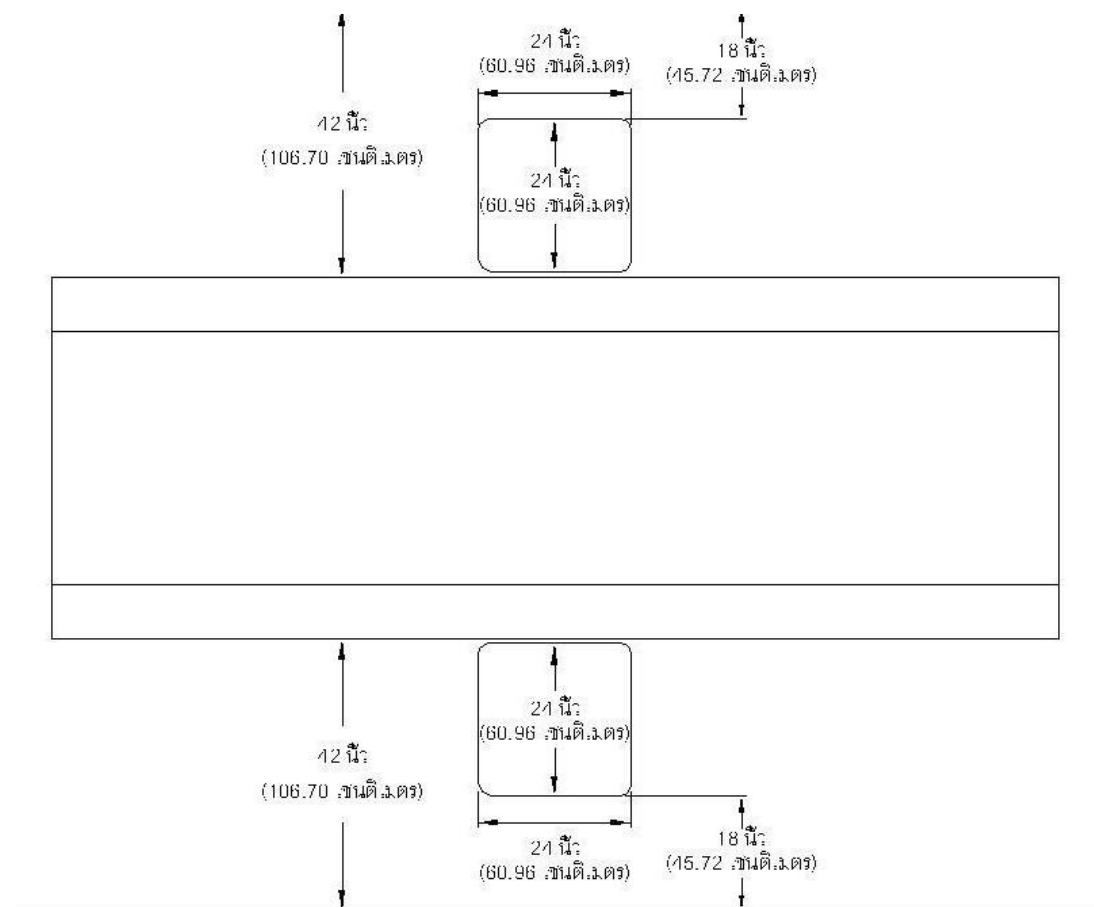 24 นิ้ว
(60.96 เซนติเมตร)
18 นิ้ว
(45.72 เซนติเมตร)
42 นิ้ว
(106.70 เซนติเมตร)
24 นิ้ว
(60.96 เซนติเมตร)
24 นิ้ว
(60.96 เซนติเมตร)
42 นิ้ว
(106.70 เซนติเมตร)
24 นิ้ว
(60.96 เซนติเมตร)
18 นิ้ว
(45.72 เซนติเมตร)